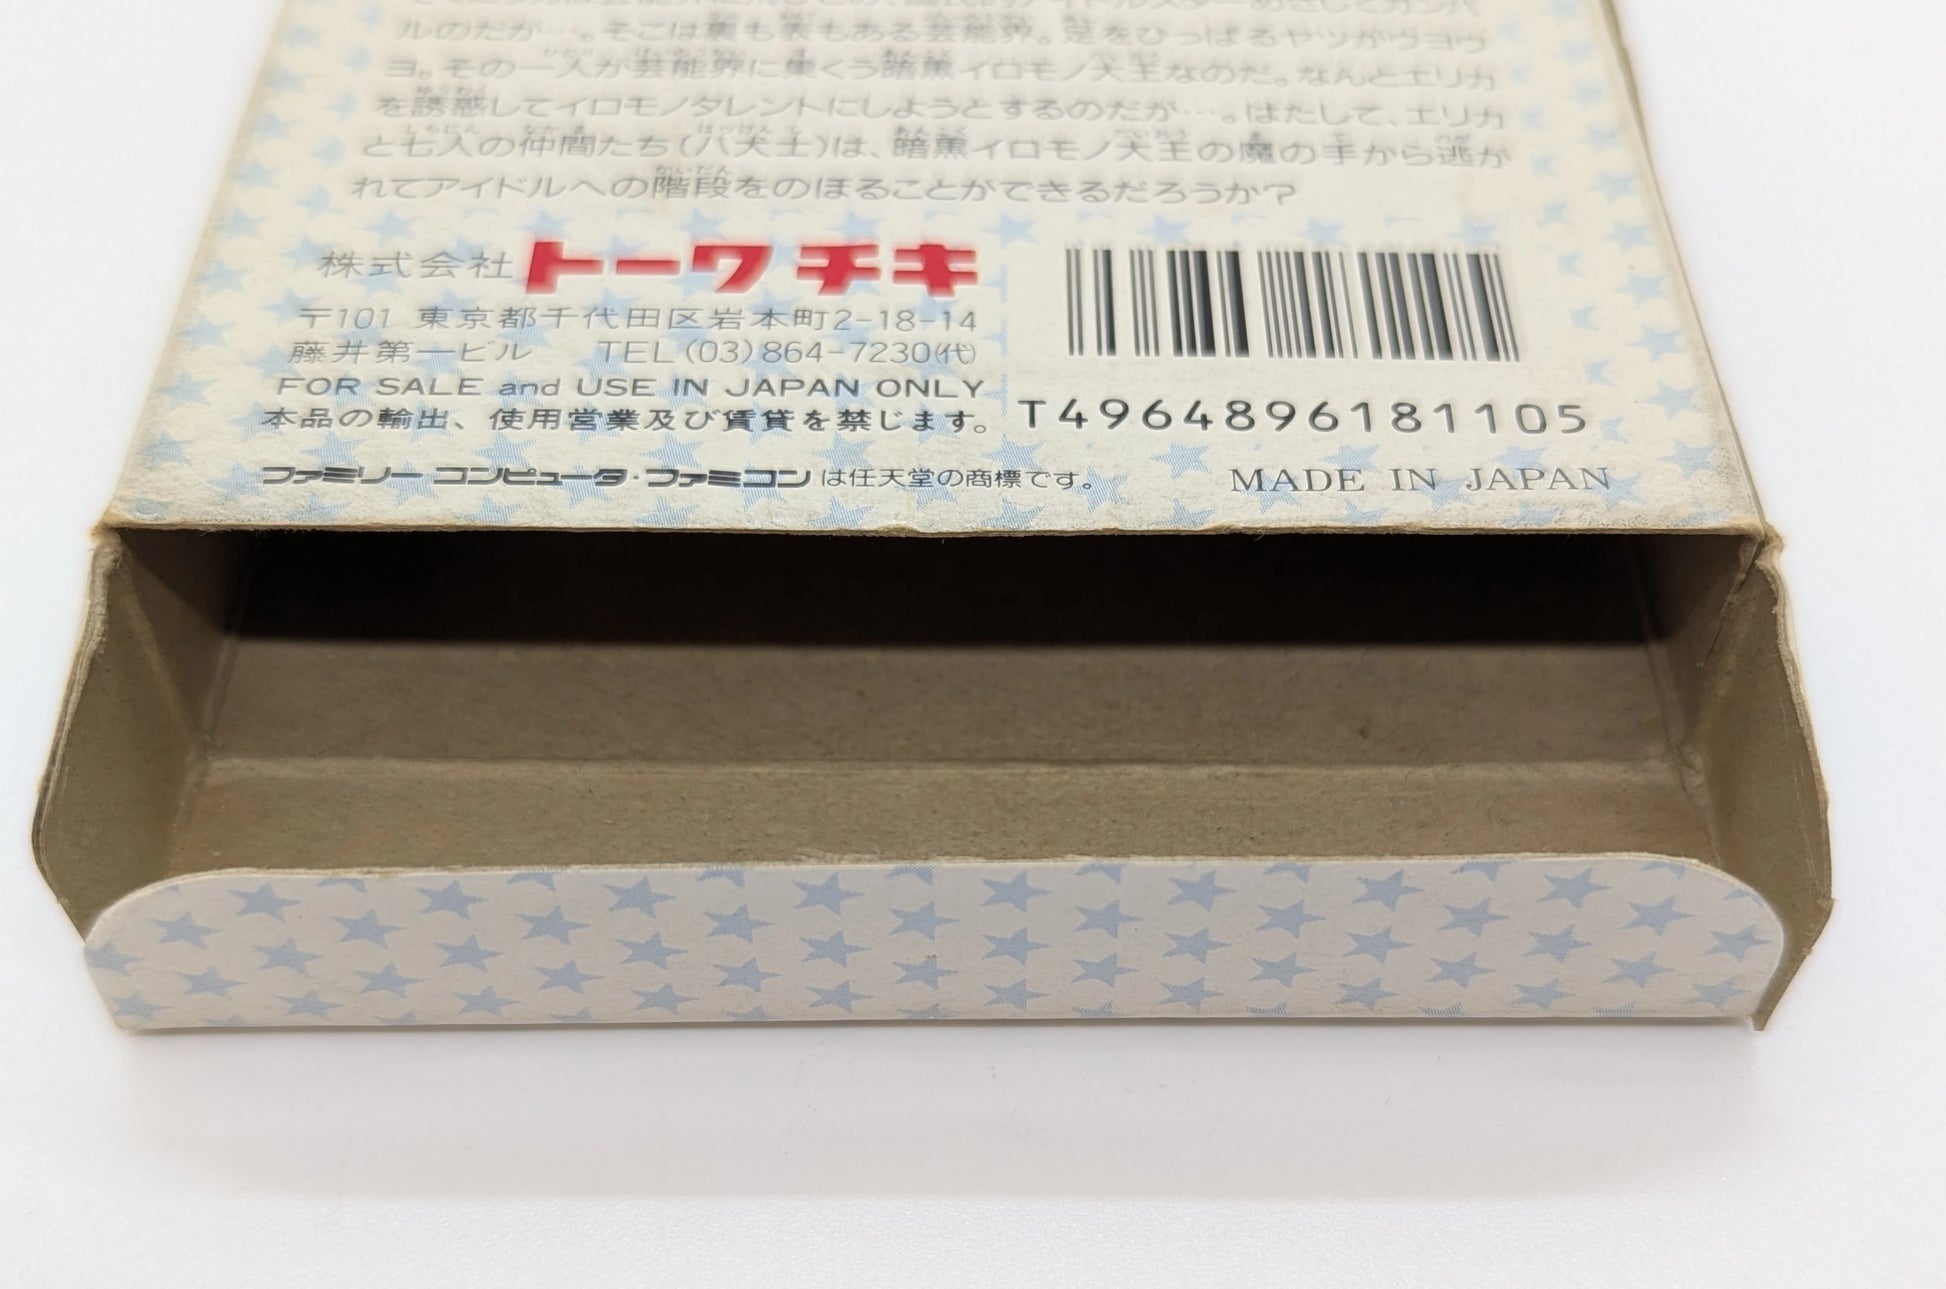 ルのだが…。そこは裏も表もある芸能界。足をひっぱるヤツがウヨウ
ヨ。その一人が芸能界に巣くう暗黒イロモノ大王なのだ。なんとエリカ
を誘惑してイロモノタレントにしようとするのだが…。はたして、エリカ
と七人の仲間たち(八犬士)は、暗黒イロモノ大王の魔の手から逃が
れてアイドルへの階段をのぼることができるだろうか?
株式会社トーワチキ
〒101 東京都千代田区岩本町2-18-14
藤井第一ビル TEL(03)864-7230(代)
FOR SALE and USE IN JAPAN ONLY
本品の輸出、使用営業及び賃貸を禁じます。
T4964896181105
ファミリーコンピュータ・ファミコンは任天堂の商標です。
MADE IN JAPAN